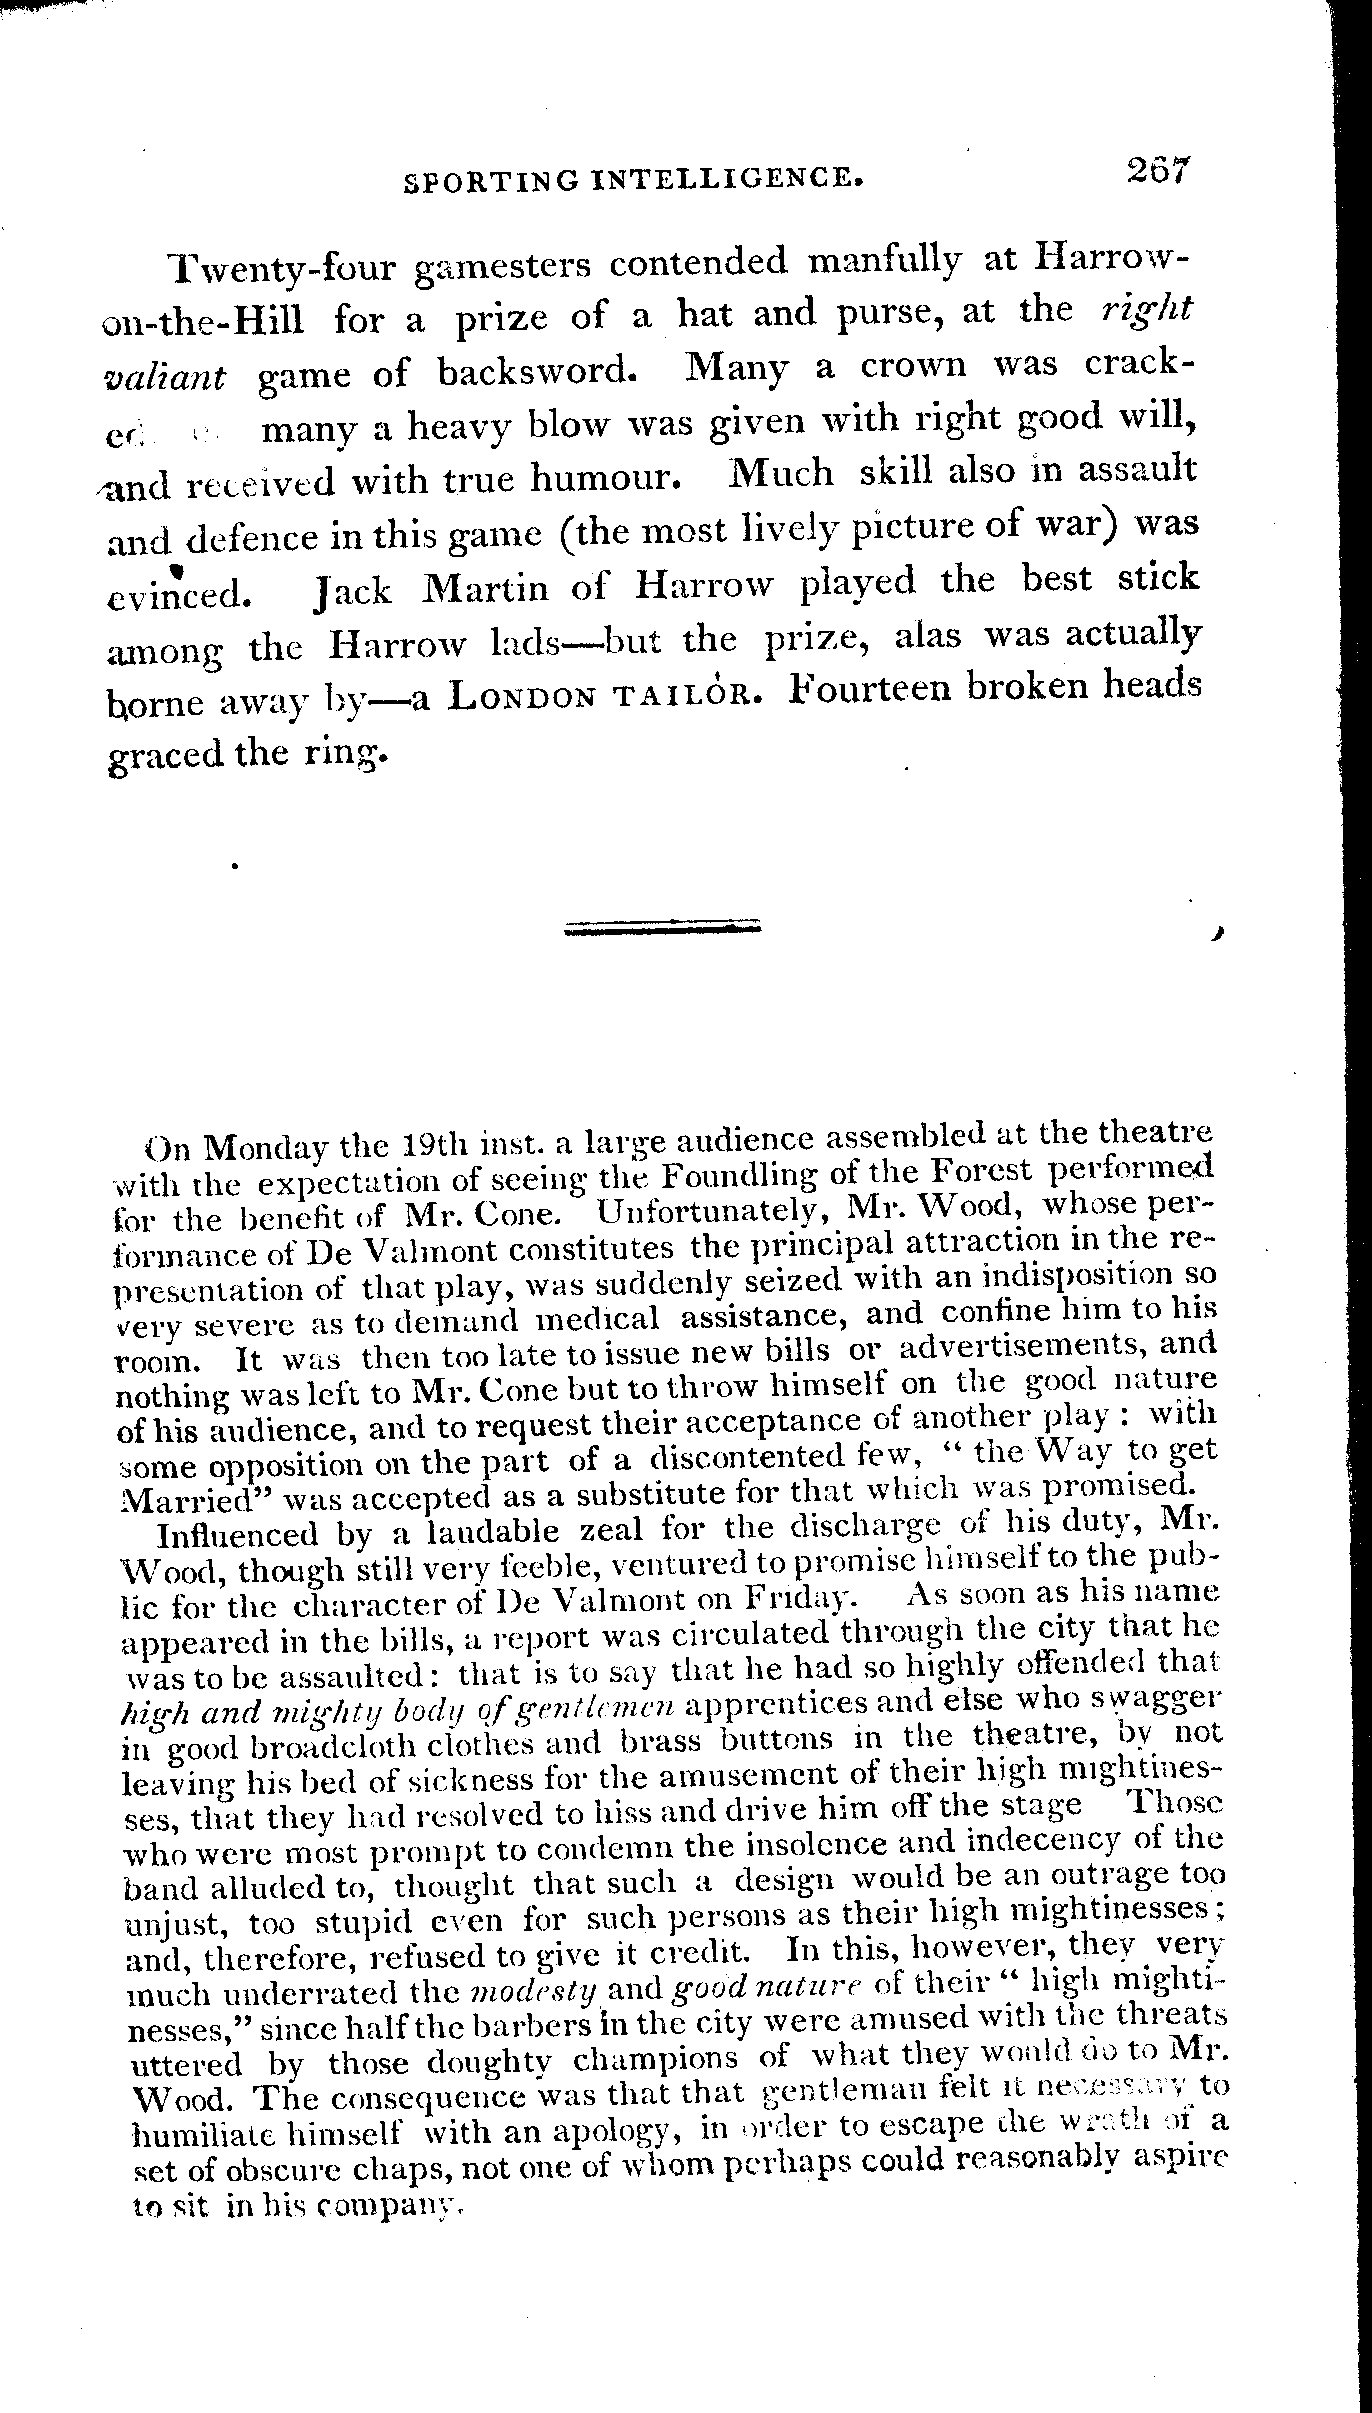 SPORTING INTELLIGENCE. 267
Twenty-four gamesters contended manfully at Harrow-
on-the-Hill for a prize of a hat and purse, at the right
valiant game of backsword. Many a crown was crack-
ed many a heavy blow was given with right good will,
and received with true humour. Much skill also in assault
and defence in this game (the most lively picture of war) was
evinced. Jack Martin of Harrow played the best stick
among the Harrow lads—but the prize, alas was actually
borne away by—a LONDON TAILOR. Fourteen broken heads
graced the ring.
On Monday the 19th inst. a large audience assembled at the theatre
with the expectation of seeing the Foundling of the Forest performed
for the benefit of Mr. Cone. Unfortunately, Mr. Wood, whose per-
formance of De Valmont constitutes the principal attraction in the re-
presentation of that play, was suddenly seized with an indisposition so
very severe as to demand medical assistance, and confine him to his
room. It was then too late to issue new bills or advertisements, and
nothing was left to Mr. Cone but to throw himself on the good nature
of his audience, and to request their acceptance of another play : with
some opposition on the part of a discontented few, “ the Way to get
Married” was accepted as a substitute for that which was promised.
Influenced by a laudable zeal for the discharge of his duty, Mr.
Wood, though still very feeble, ventured to promise himself to the pub-
lic for the character of De Valmont on Friday. As soon as his name
appeared in the bills, a report was circulated through the city that he
was to be assaulted: that is to say that he had so highly offended that
high and mighty body of gentlemen apprentices and else who swagger
in good broadcloth clothes and brass buttons in the theatre, by not
leaving his bed of sickness for the amusement of their high mightines-
ses, that they had resolved to hiss and drive him off the stage Those
who were most prompt to condemn the insolence and indecency of the
band alluded to, thought that such a design would be an outrage too
unjust, too stupid even for such persons as their high mightinesses;
and, therefore, refused to give it credit. In this, however, they very
much underrated the modesty and good nature of their “ high mighti-
nesses,” since half the barbers in the city were amused with the threats
uttered by those doughty champions of what they would do to Mr.
Wood. The consequence was that that gentleman felt it necessary to
humiliate himself with an apology, in order to escape the wrath of a
set of obscure chaps, not one of whom perhaps could reasonably aspire
to sit in his company.